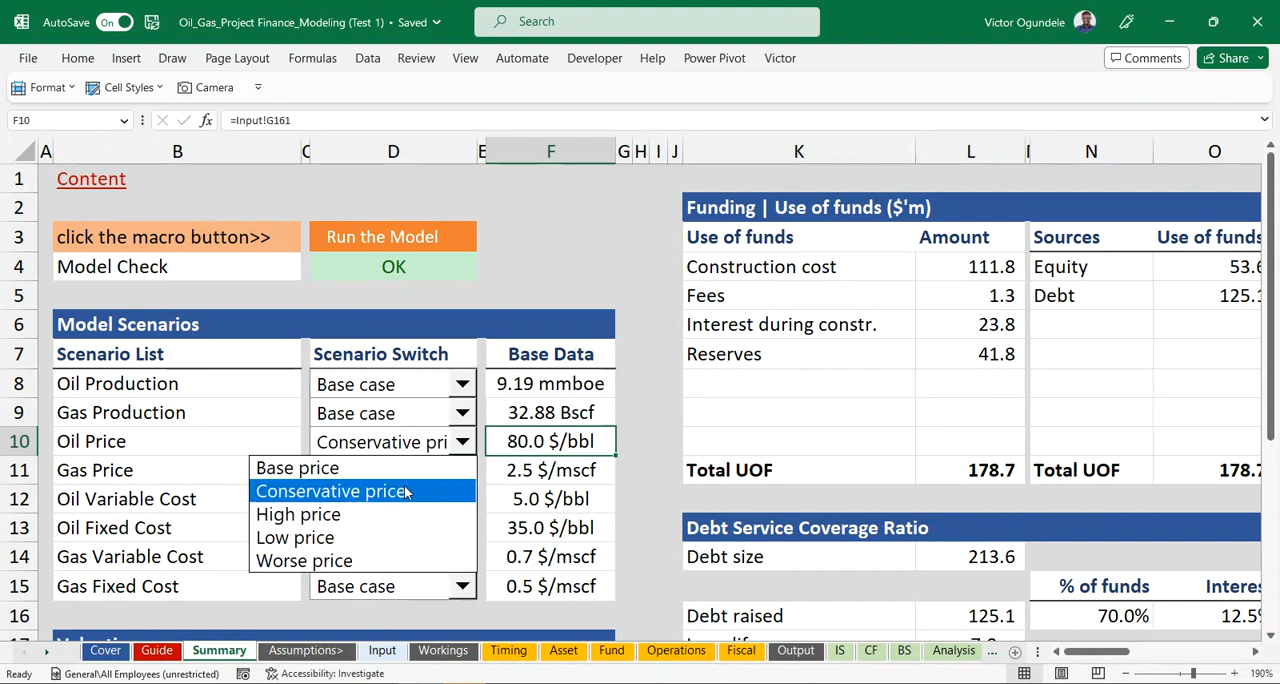 AutoSave On Oil_Gas_Project Finance_Modeling (Test 1) • Saved Search Victor Ogundele
File Home Insert Draw Page Layout Formulas Data Review View Automate Developer Help Power Pivot Victor Comments Share
Format Cell Styles Camera
F10 fx =Input!G161
A B C D E F G H I J K L N O
1 Content
2 Funding | Use of funds ($'m)
3 click the macro button>> Run the Model Use of funds Amount Sources Use of funds
4 Model Check OK Construction cost 111.8 Equity 53.6
5 Fees 1.3 Debt 125.1
6 Model Scenarios Interest during constr. 23.8
7 Scenario List Scenario Switch Base Data Reserves 41.8
8 Oil Production Base case 9.19 mmboe
9 Gas Production Base case 32.88 Bscf
10 Oil Price Conservative pri 80.0 $/bbl
11 Gas Price Base price 2.5 $/mscf Total UOF 178.7 Total UOF 178.7
Conservative price
12 Oil Variable Cost 5.0 $/bbl
High price
13 Oil Fixed Cost 35.0 $/bbl Debt Service Coverage Ratio
Low price
14 Gas Variable Cost Worse price 0.7 $/mscf Debt size 213.6
15 Gas Fixed Cost Base case 0.5 $/mscf % of funds Interes
16 Debt raised 125.1 70.0% 12.5%
17
Cover Guide Summary Assumptions> Input Workings Timing Asset Fund Operations Fiscal Output IS CF BS Analysis ...
Ready General\All Employees (unrestricted) Accessibility: Investigate 190%